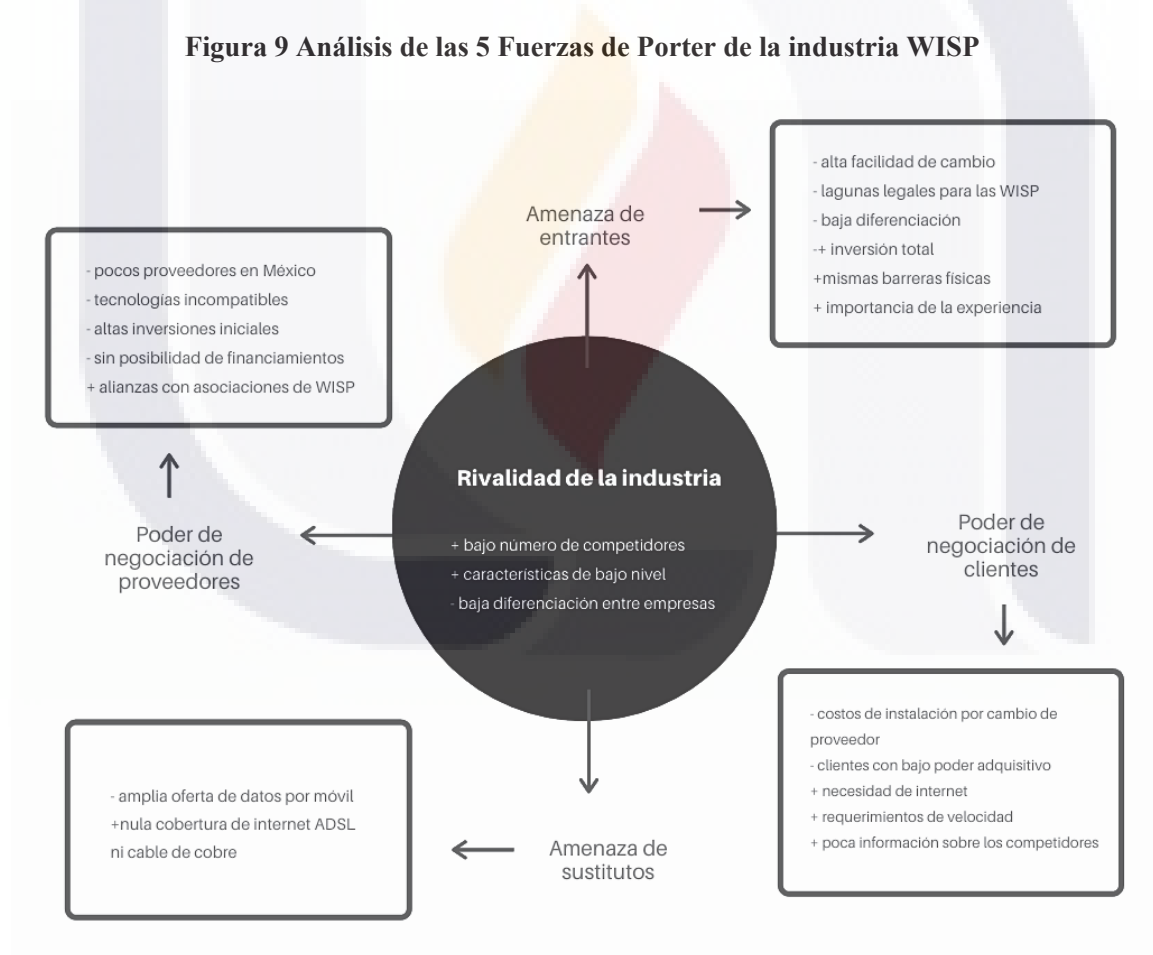 Figura 9 Análisis de las 5 Fuerzas de Porter de la industria WISP
Amenaza de
entrantes
- alta facilidad de cambio
- lagunas legales para las WISP
- baja diferenciación
-+ inversión total
+mismas barreras físicas
+ importancia de la experiencia
- pocos proveedores en México
- tecnologías incompatibles
- altas inversiones iniciales
- sin posibilidad de financiamientos
+ alianzas con asociaciones de WISP
Poder de
negociación de
proveedores
Rivalidad de la industria
+ bajo número de competidores
+ características de bajo nivel
- baja diferenciación entre empresas
Poder de
negociación de
clientes
- costos de instalación por cambio de
proveedor
- clientes con bajo poder adquisitivo
+ necesidad de internet
+ requerimientos de velocidad
+ poca información sobre los competidores
- amplia oferta de datos por móvil
+nula cobertura de internet ADSL
ni cable de cobre
Amenaza de
sustitutos